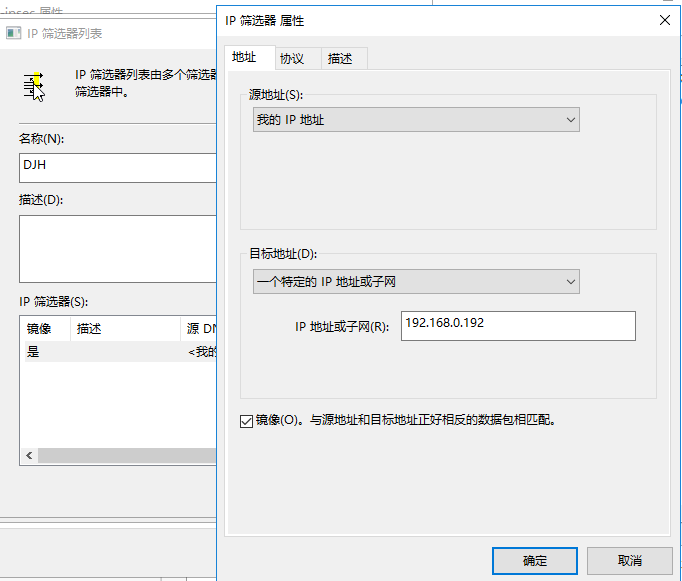 ipsec 属性
IP 筛选器列表
IP 筛选器列表由多个筛选器
筛选器中。
名称(N):
DJH
描述(D):
IP 筛选器(S):
镜像 描述 源 DN
是 <我的
IP 筛选器 属性
地址 协议 描述
源地址(S):
我的 IP 地址
目标地址(D):
一个特定的 IP 地址或子网
IP 地址或子网(R): 192.168.0.192
镜像(O)。与源地址和目标地址正好相反的数据包相匹配。
确定 取消